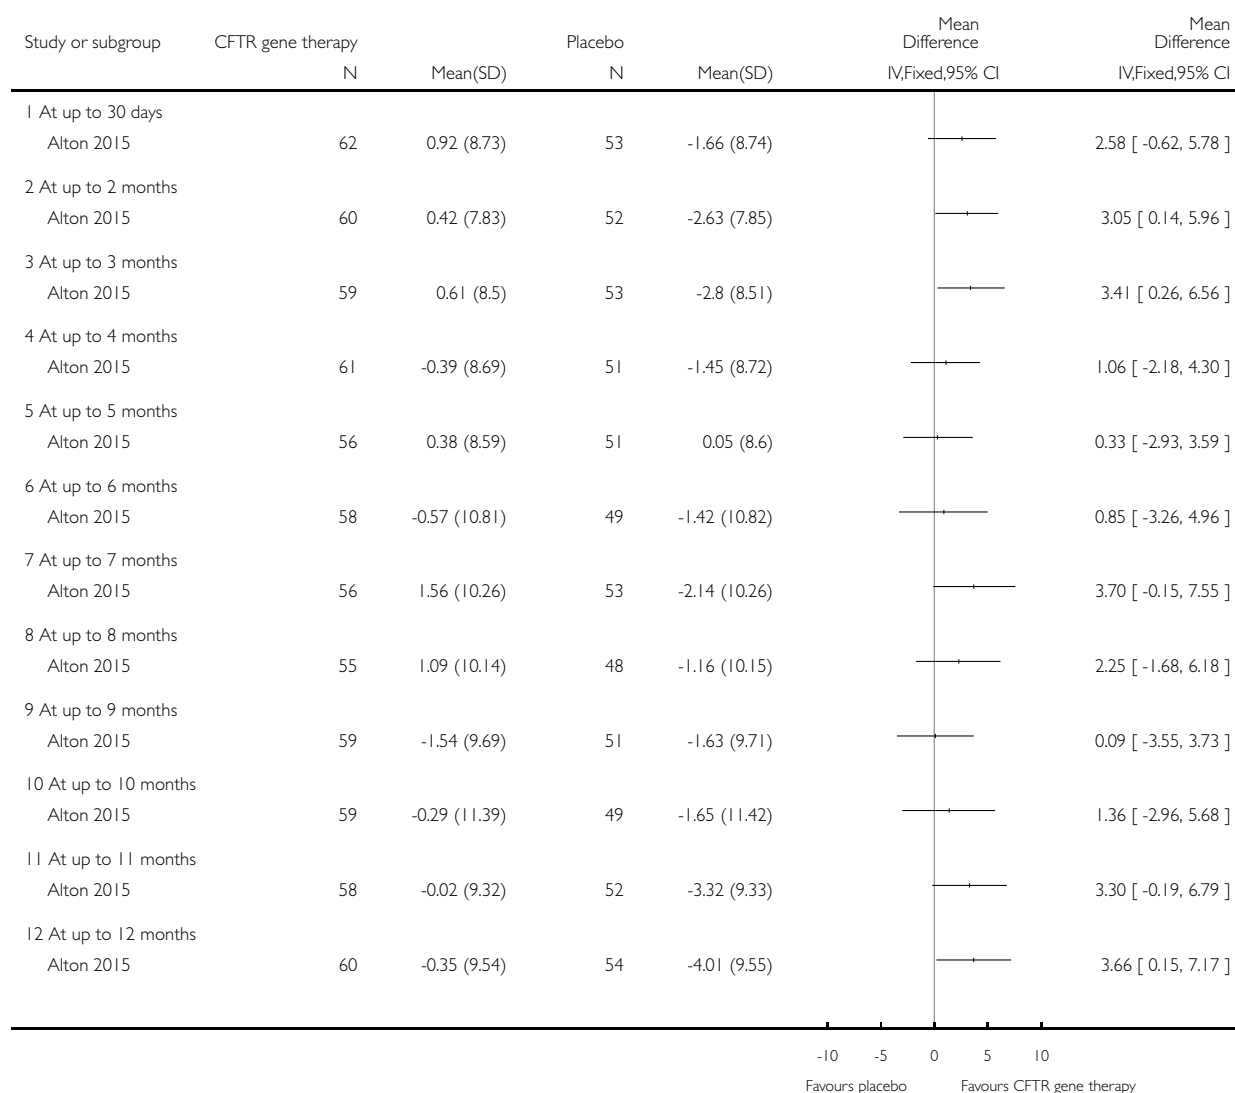 Mean Mean
Study or subgroup CFTR gene therapy Placebo Difference Difference
N Mean(SD) N Mean(SD) IV,Fixed,95% CI IV,Fixed,95% CI
1 At up to 30 days
Alton 2015 62 0.92 (8.73) 53 -1.66 (8.74) 2.58 [ -0.62, 5.78 ]
2 At up to 2 months
Alton 2015 60 0.42 (7.83) 52 -2.63 (7.85) 3.05 [ 0.14, 5.96 ]
3 At up to 3 months
Alton 2015 59 0.61 (8.5) 53 -2.8 (8.51) 3.41 [ 0.26, 6.56 ]
4 At up to 4 months
Alton 2015 61 -0.39 (8.69) 51 -1.45 (8.72) 1.06 [ -2.18, 4.30 ]
5 At up to 5 months
Alton 2015 56 0.38 (8.59) 51 0.05 (8.6) 0.33 [ -2.93, 3.59 ]
6 At up to 6 months
Alton 2015 58 -0.57 (10.81) 49 -1.42 (10.82) 0.85 [ -3.26, 4.96 ]
7 At up to 7 months
Alton 2015 56 1.56 (10.26) 53 -2.14 (10.26) 3.70 [ -0.15, 7.55 ]
8 At up to 8 months
Alton 2015 55 1.09 (10.14) 48 -1.16 (10.15) 2.25 [ -1.68, 6.18 ]
9 At up to 9 months
Alton 2015 59 -1.54 (9.69) 51 -1.63 (9.71) 0.09 [ -3.55, 3.73 ]
10 At up to 10 months
Alton 2015 59 -0.29 (11.39) 49 -1.65 (11.42) 1.36 [ -2.96, 5.68 ]
11 At up to 11 months
Alton 2015 58 -0.02 (9.32) 52 -3.32 (9.33) 3.30 [ -0.19, 6.79 ]
12 At up to 12 months
Alton 2015 60 -0.35 (9.54) 54 -4.01 (9.55) 3.66 [ 0.15, 7.17 ]
-10 -5 0 5 10
Favours placebo Favours CFTR gene therapy